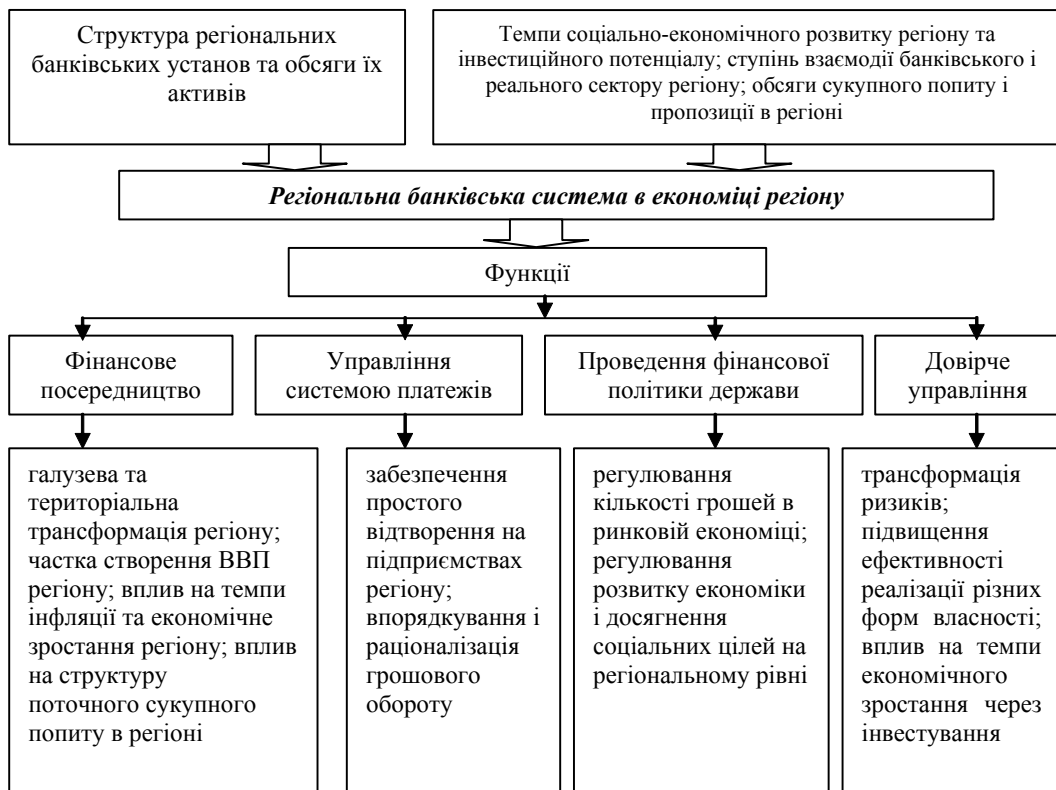 Структура регіональних
банківських установ та обсяги їх
активів
Темпи соціально-економічного розвитку регіону та
інвестиційного потенціалу; ступінь взаємодії банківського і
реального сектору регіону; обсяги сукупного попиту і
пропозиції в регіоні
Регіональна банківська система в економіці регіону
Функції
Фінансове
посередництво
Управління
системою платежів
Проведення фінансової
політики держави
Довірче
управління
галузева та
територіальна
трансформація регіону;
частка створення ВВП
регіону; вплив на темпи
інфляції та економічне
зростання регіону; вплив
на структуру
поточного сукупного
попиту в регіоні
забезпечення
простого
відтворення на
підприємствах
регіону;
впорядкування і
раціоналізація
грошового
обороту
регулювання
кількості грошей в
ринковій економіці;
регулювання
розвитку економіки
і досягнення
соціальних цілей на
регіональному рівні
трансформація
ризиків;
підвищення
ефективності
реалізації різних
форм власності;
вплив на темпи
економічного
зростання через
інвестування